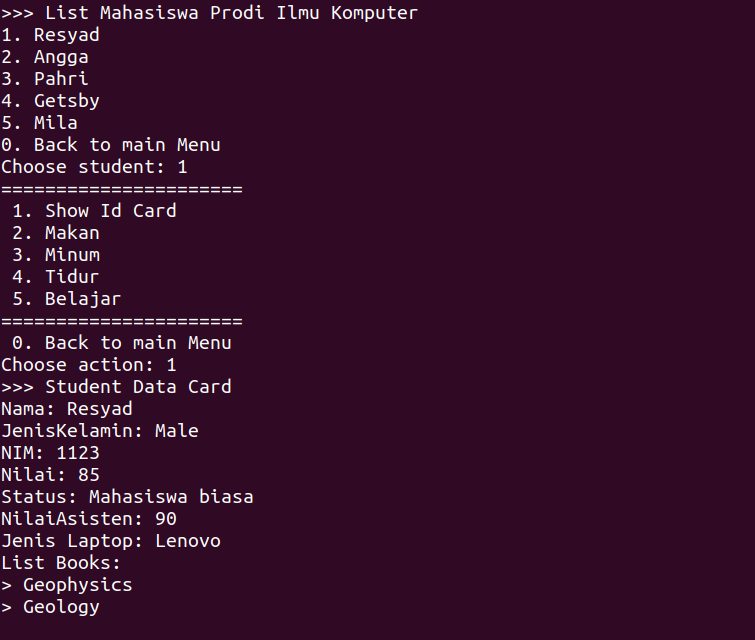 >>> List Mahasiswa Prodi Ilmu Komputer
1. Resyad
2. Angga
3. Pahri
4. Getsby
5. Mila
0. Back to main Menu
Choose student: 1
======================
 1. Show Id Card
 2. Makan
 3. Minum
 4. Tidur
 5. Belajar
======================
 0. Back to main Menu
Choose action: 1
>>> Student Data Card
Nama: Resyad
JenisKelamin: Male
NIM: 1123
Nilai: 85
Status: Mahasiswa biasa
NilaiAsisten: 90
Jenis Laptop: Lenovo
List Books:
> Geophysics
> Geology